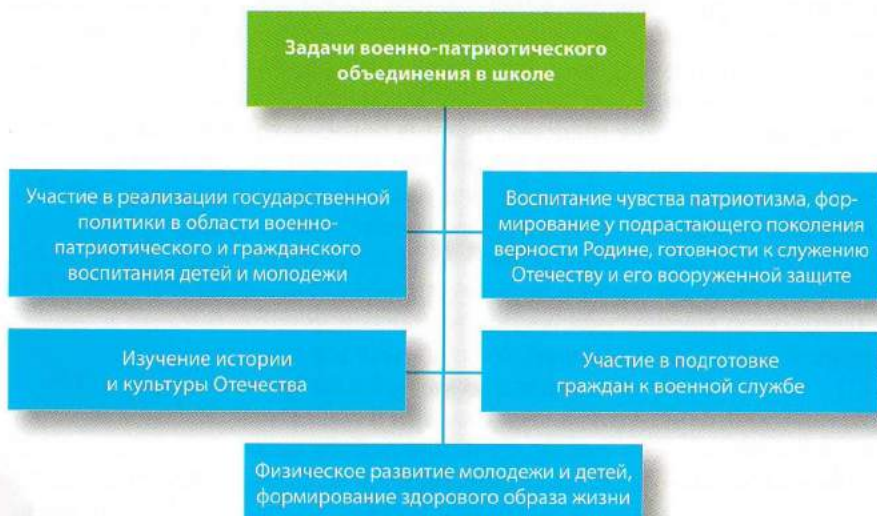 Задачи военно-патриотического
объединения в школе
Участие в реализации государственной
политики в области военно-
патриотического и гражданского
воспитания детей и молодежи
Воспитание чувства патриотизма, фор-
мирование у подрастающего поколения
верности Родине, готовности к служению
Отечеству и его вооруженной защите
Изучение истории
и культуры Отечества
Участие в подготовке
граждан к военной службе
Физическое развитие молодежи и детей,
формирование здорового образа жизни